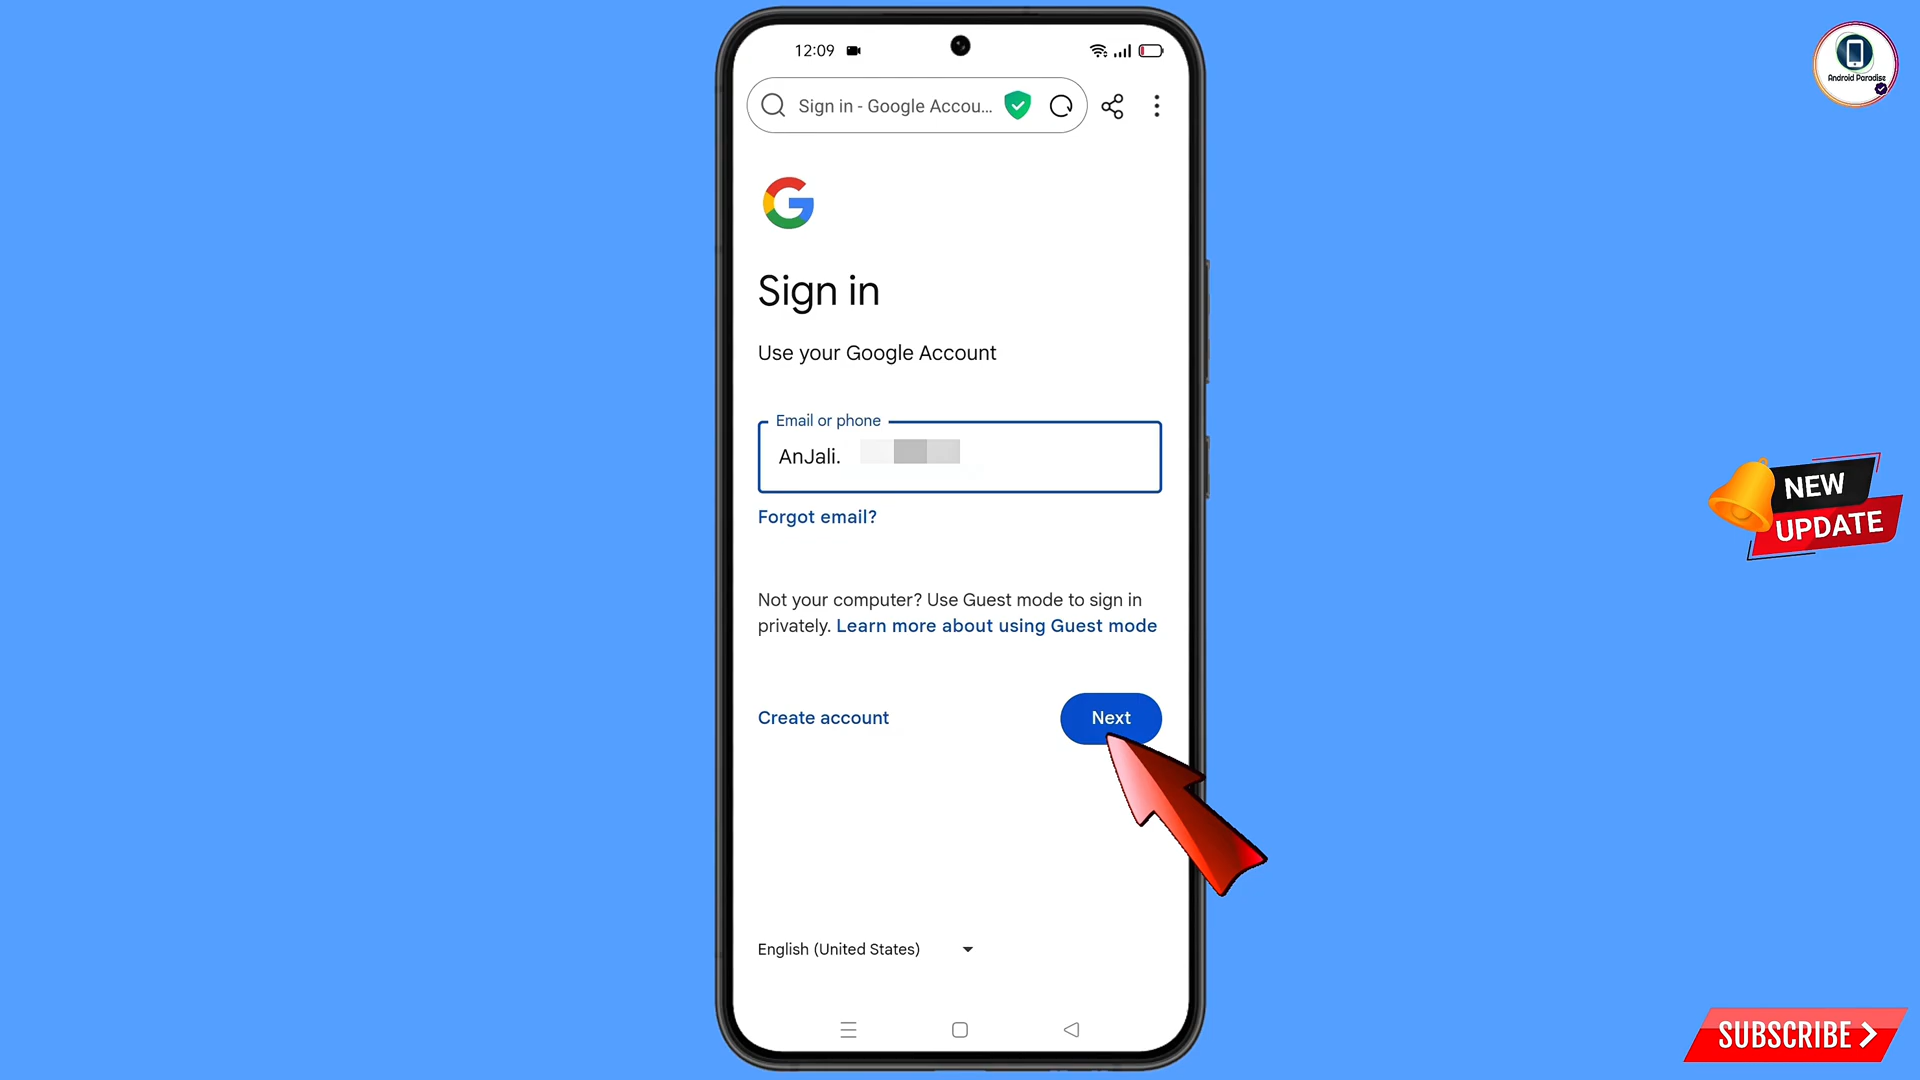 12:09
Sign in - Google Accou...
Android Paradise
Sign in
Use your Google Account
Email or phone
AnJali.
Forgot email?
NEW
UPDATE
Not your computer? Use Guest mode to sign in
privately. Learn more about using Guest mode
Create account
Next
English (United States)
SUBSCRIBE